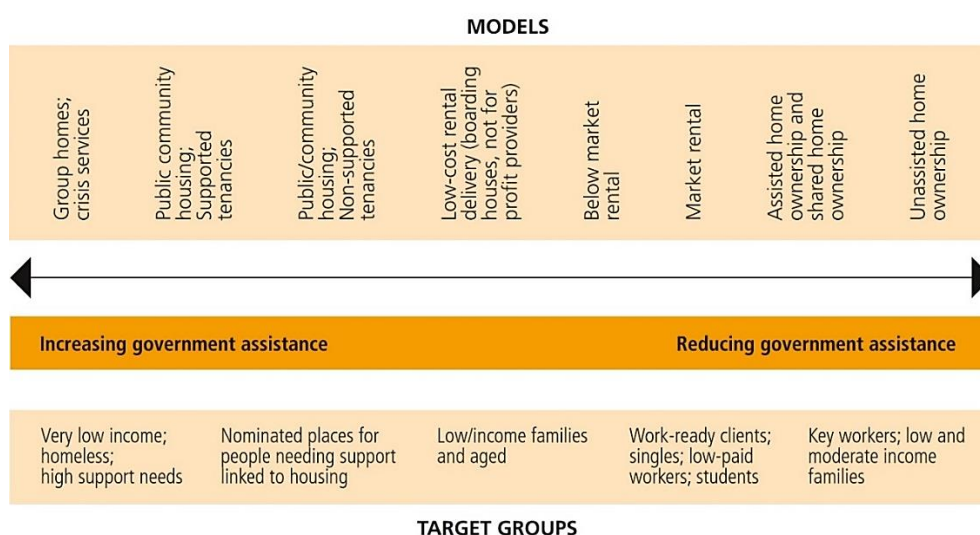 MODELS
Group homes;
crisis services
Public community
housing;
Supported
tenancies
Public/community
housing;
Non-supported
tenancies
Low-cost rental
delivery (boarding
houses, not for
profit providers)
Below market
rental
Market rental
Assisted home
ownership and
shared home
ownership
Unassisted home
ownership
Increasing government assistance
Reducing government assistance
Very low income;
homeless;
high support needs
Nominated places for
people needing support
linked to housing
Low/income families
and aged
Work-ready clients;
singles; low-paid
workers; students
Key workers; low and
moderate income
families
TARGET GROUPS